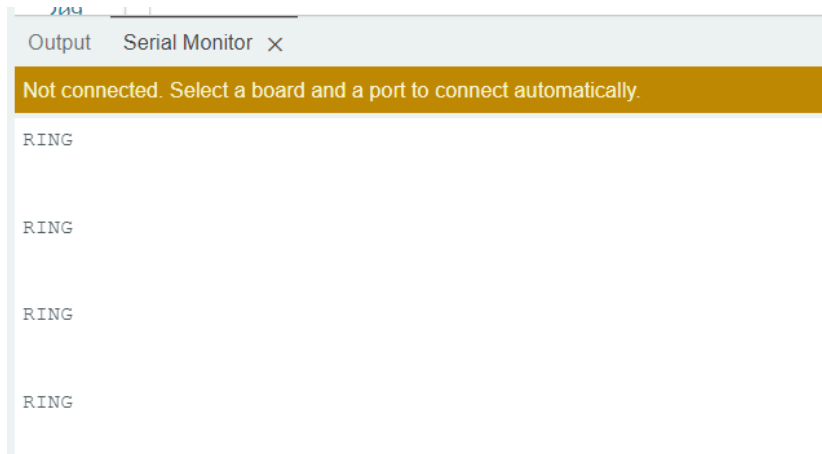 Output Serial Monitor ×
Not connected. Select a board and a port to connect automatically.
RING
RING
RING
RING